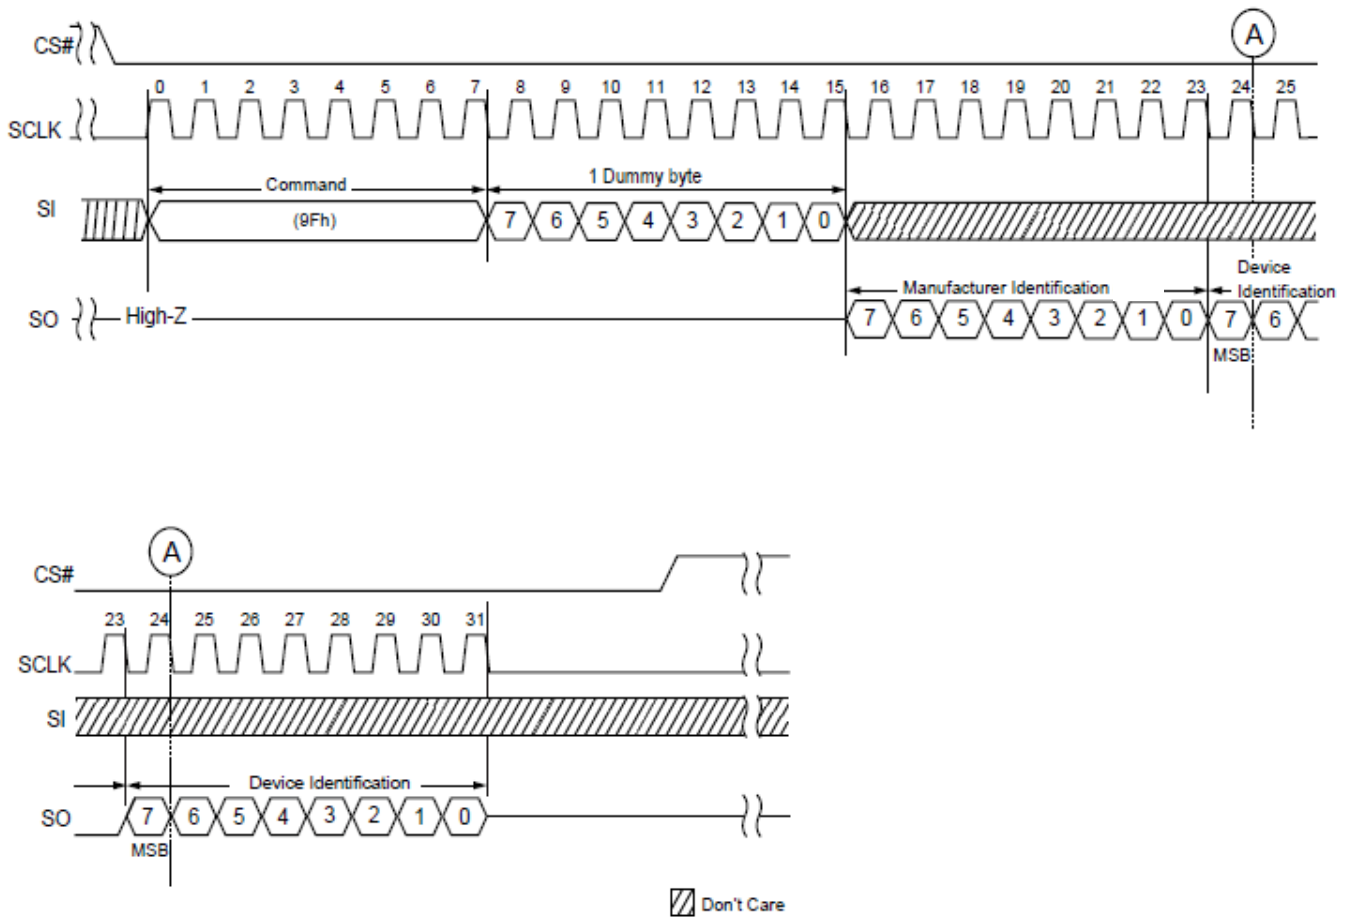 A
CS#
0 1 2 3 4 5 6 7 8 9 10 11 12 13 14 15 16 17 18 19 20 21 22 23 24 25
SCLK
Command 1 Dummy byte
SI (9Fh) 7 6 5 4 3 2 1 0
Device
Manufacturer Identification Identification
SO High-Z 7 6 5 4 3 2 1 0 7 6
MSB
A
CS#
23 24 25 26 27 28 29 30 31
SCLK
SI
Device Identification
SO 7 6 5 4 3 2 1 0
MSB
Don't Care